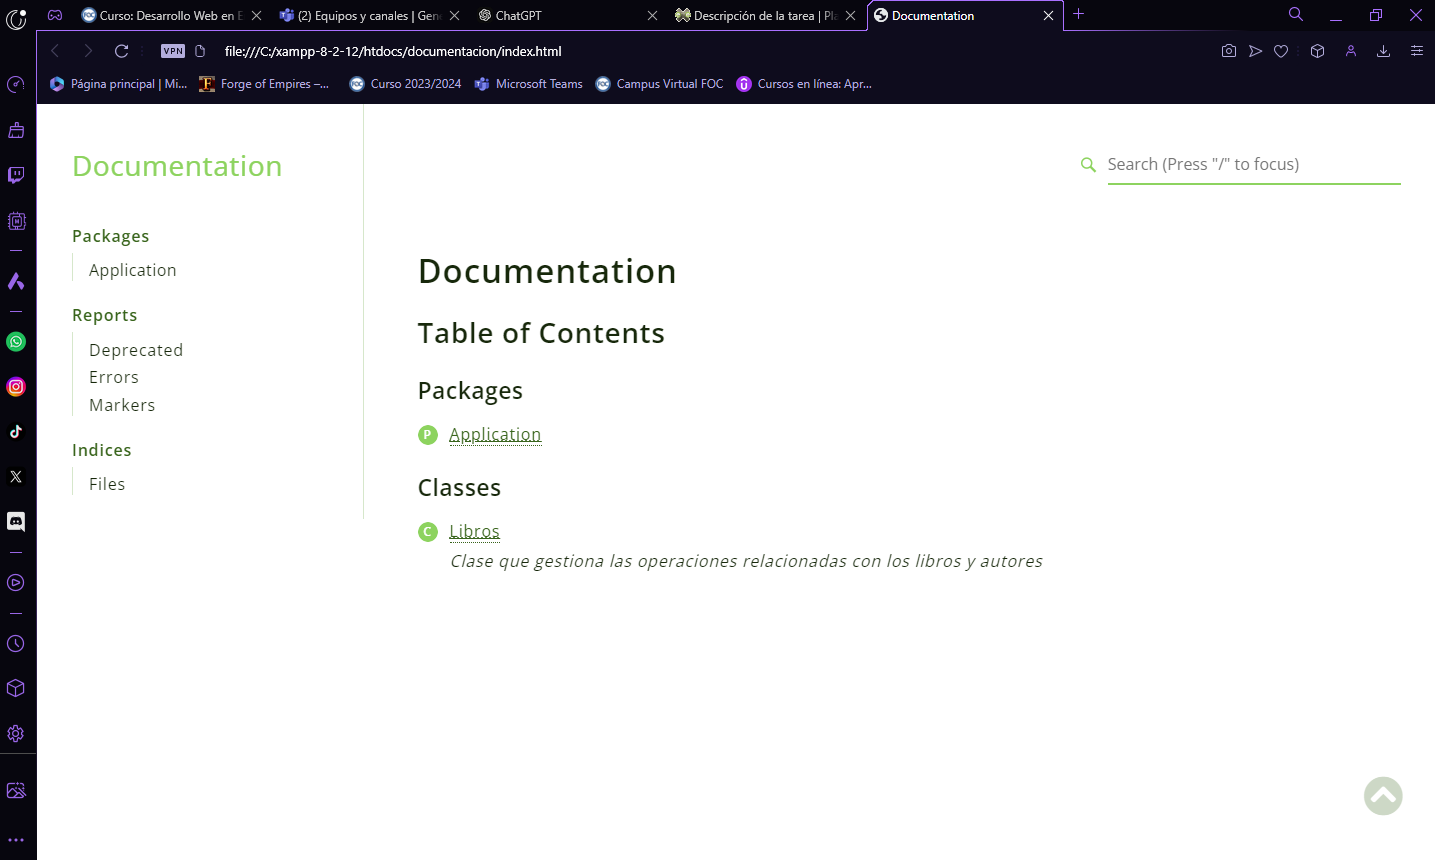 Curso: Desarrollo Web en E
(2) Equipos y canales | Gene
ChatGPT
Descripción de la tarea | Pla
Documentation
VPN
file:///C:/xampp-8-2-12/htdocs/documentacion/index.html
Página principal | Mi...
Forge of Empires –...
Curso 2023/2024
Microsoft Teams
Campus Virtual FOC
Cursos en línea: Apr...
Documentation
Search (Press "/" to focus)
Packages
Application
Reports
Deprecated
Errors
Markers
Indices
Files
Documentation
Table of Contents
Packages
P Application
Classes
C Libros
Clase que gestiona las operaciones relacionadas con los libros y autores